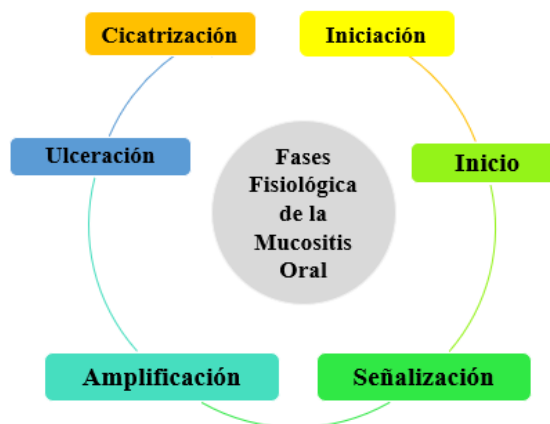 Cicatrización
Iniciación
Ulceración
Fases
Fisiológica
de la
Mucositis
Oral
Inicio
Amplificación
Señalización